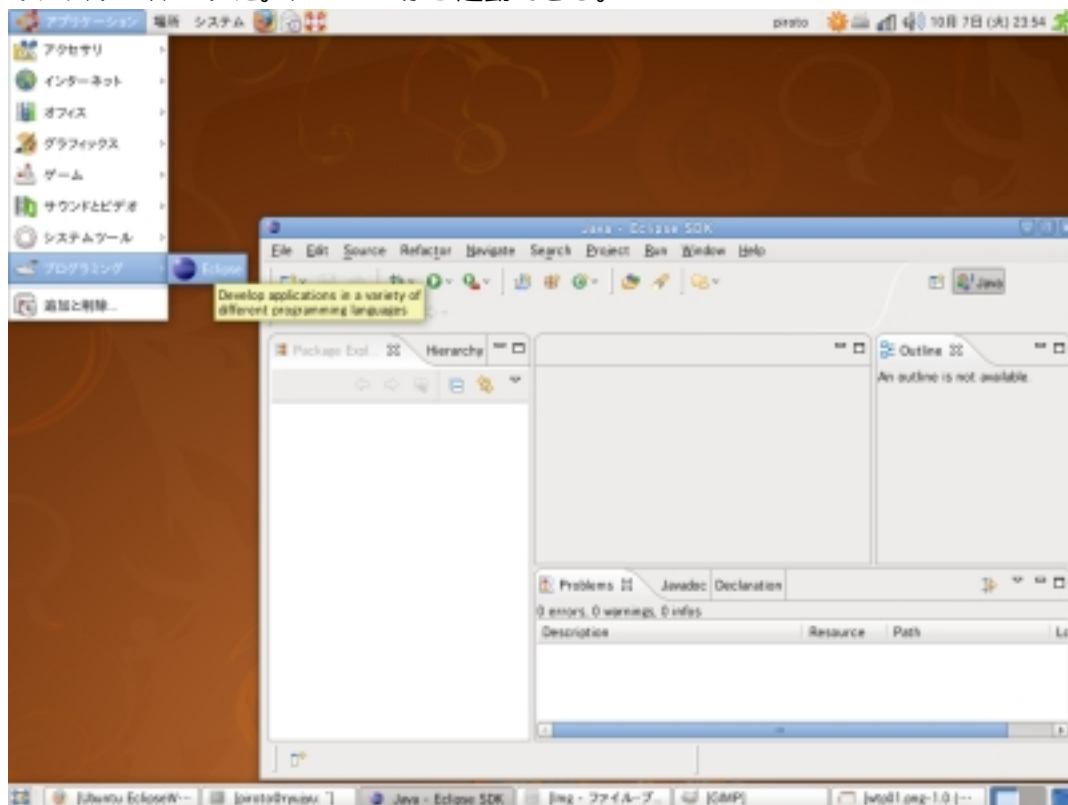 アプリケーション 場所 システム
piroto 10月 7日 (火) 23:54
アクセサリ
インターネット
オフィス
グラフィックス
ゲーム
サウンドとビデオ
システムツール
プログラミング
Eclipse
追加と削除...
Develop applications in a variety of
different programming languages
Java - Eclipse SDK
File Edit Source Refactor Navigate Search Project Run Window Help
Java
Package Expl... Hierarchy
Outline
An outline is not available.
Problems Javadoc Declaration
0 errors, 0 warnings, 0 infos
Description Resource Path Lo
Java - Eclipse SDK
[GIMP]